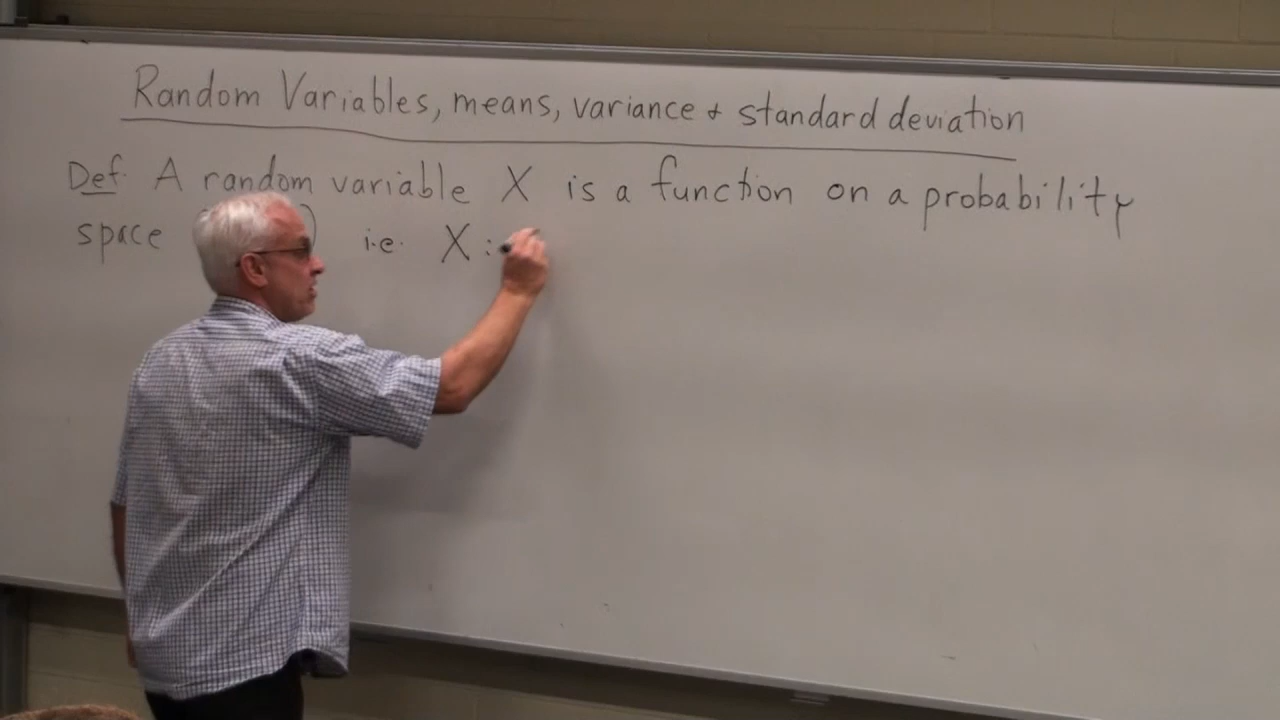 Random Variables, means, variance & standard deviation
Def. A random variable X is a function on a probability
space ) i.e. X :